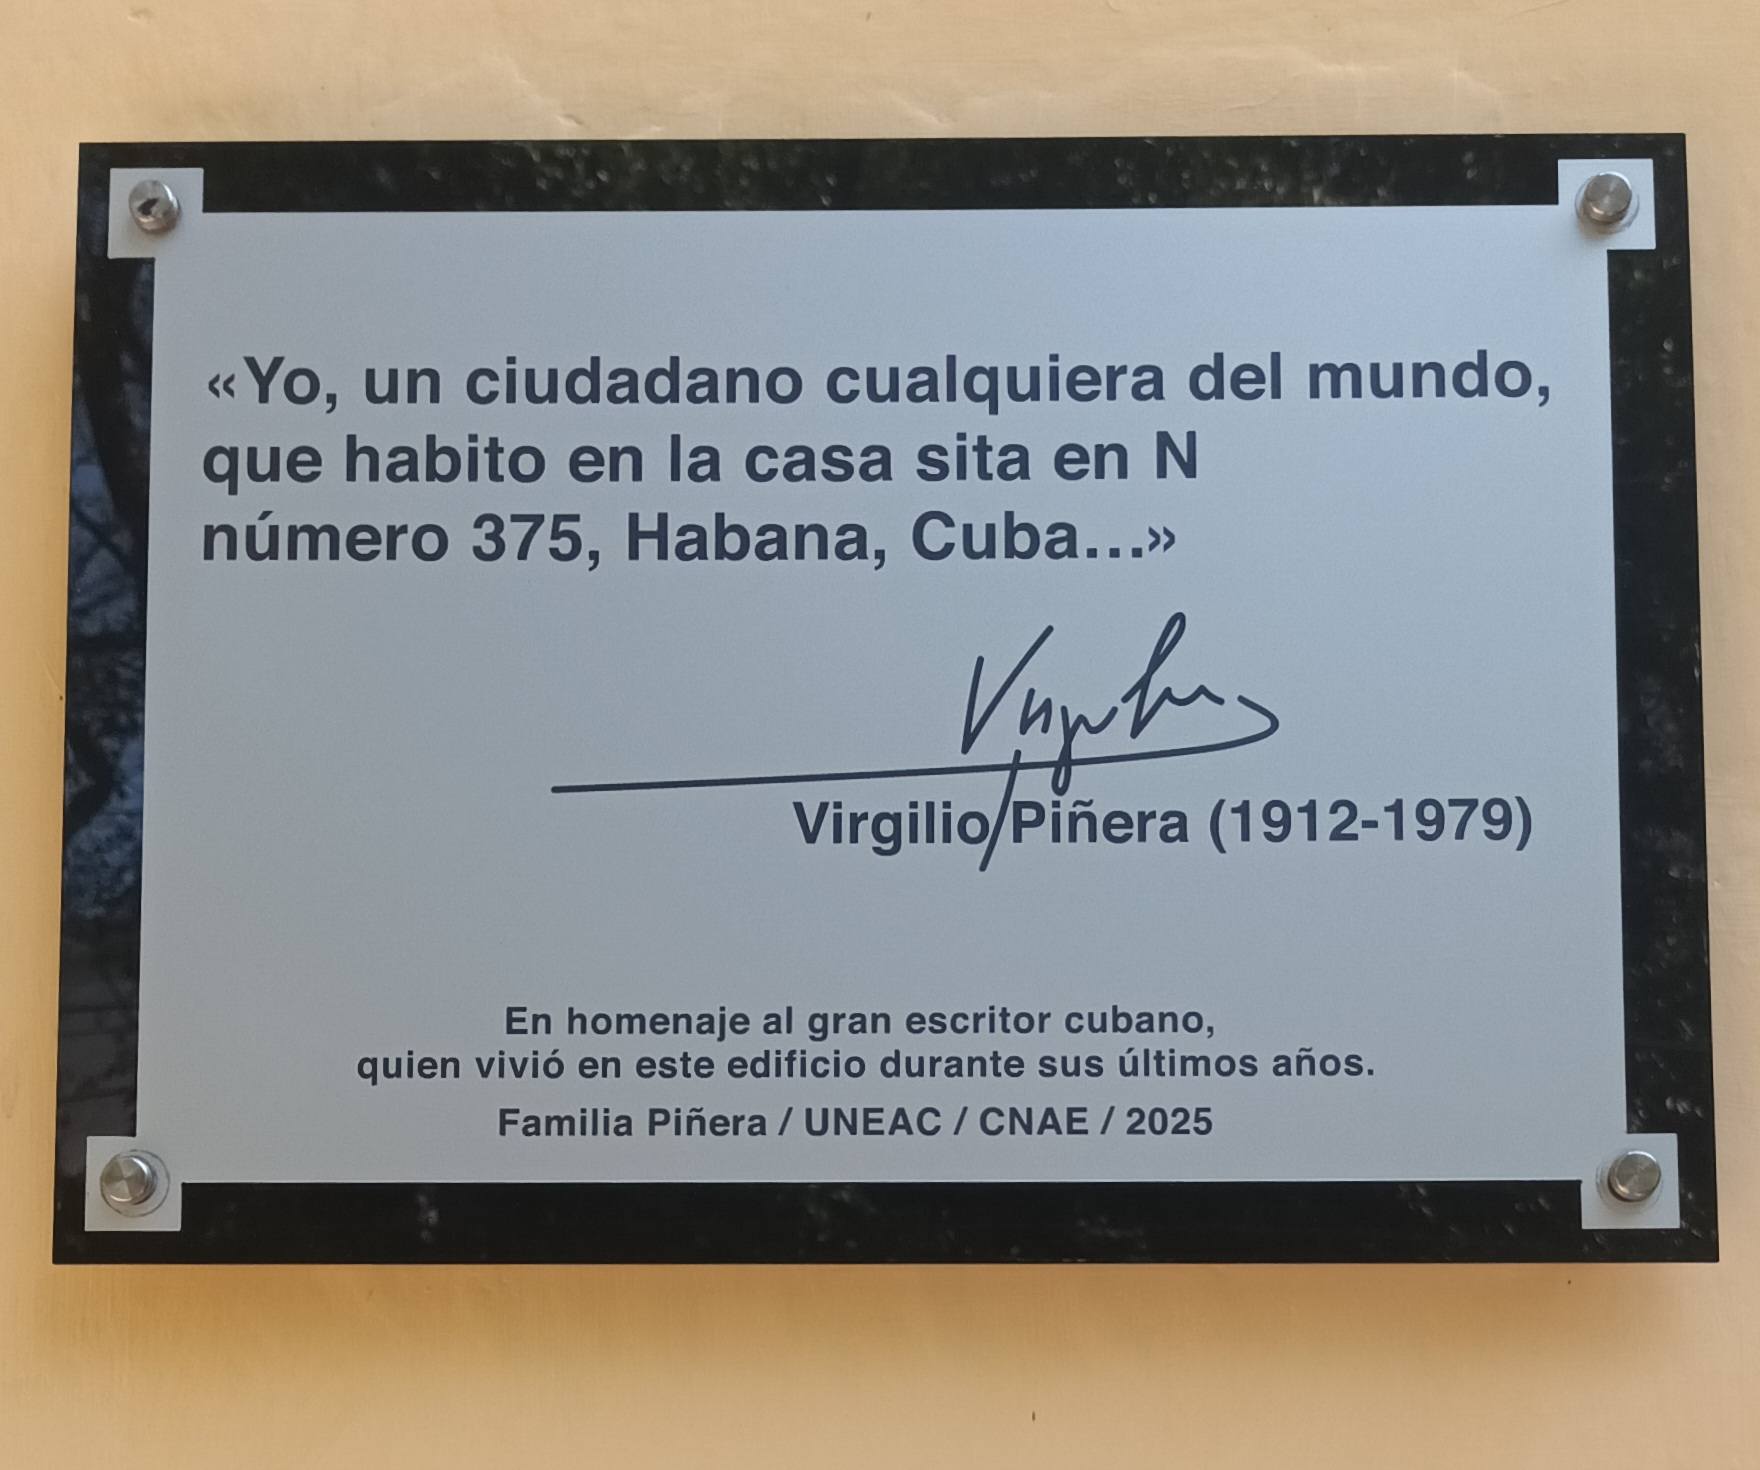 «Yo, un ciudadano cualquiera del mundo,
que habito en la casa sita en N
número 375, Habana, Cuba...»
Virgilio
Virgilio Piñera (1912-1979)
En homenaje al gran escritor cubano,
quien vivió en este edificio durante sus últimos años.
Familia Piñera / UNEAC / CNAE / 2025